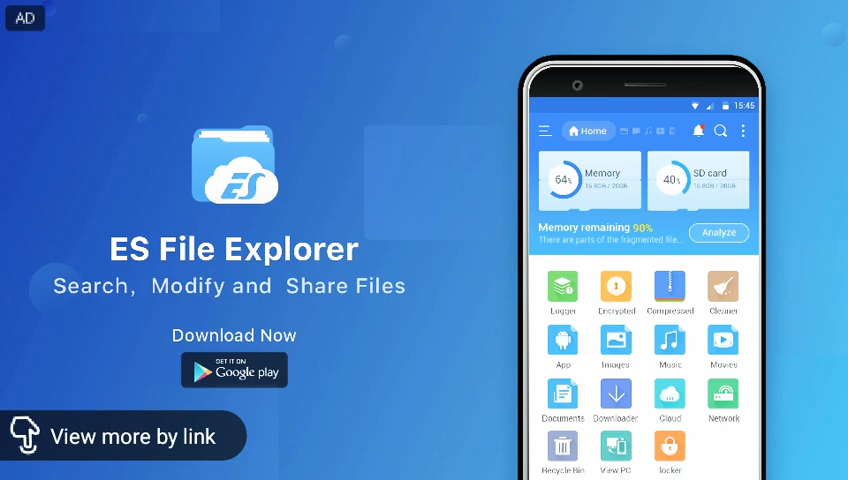 AD
ES
ES File Explorer
Search, Modify and Share Files
Download Now
GET IT ON
Google play
View more by link
15:45
Home
64%
Memory
40%
SD card
Memory remaining 90%
There are parts of the fragmented file...
Analyze
Logger Encrypted Compressed Cleaner
App Images Music Movies
Documents Downloader Cloud Network
Recycle Bin View PC locker